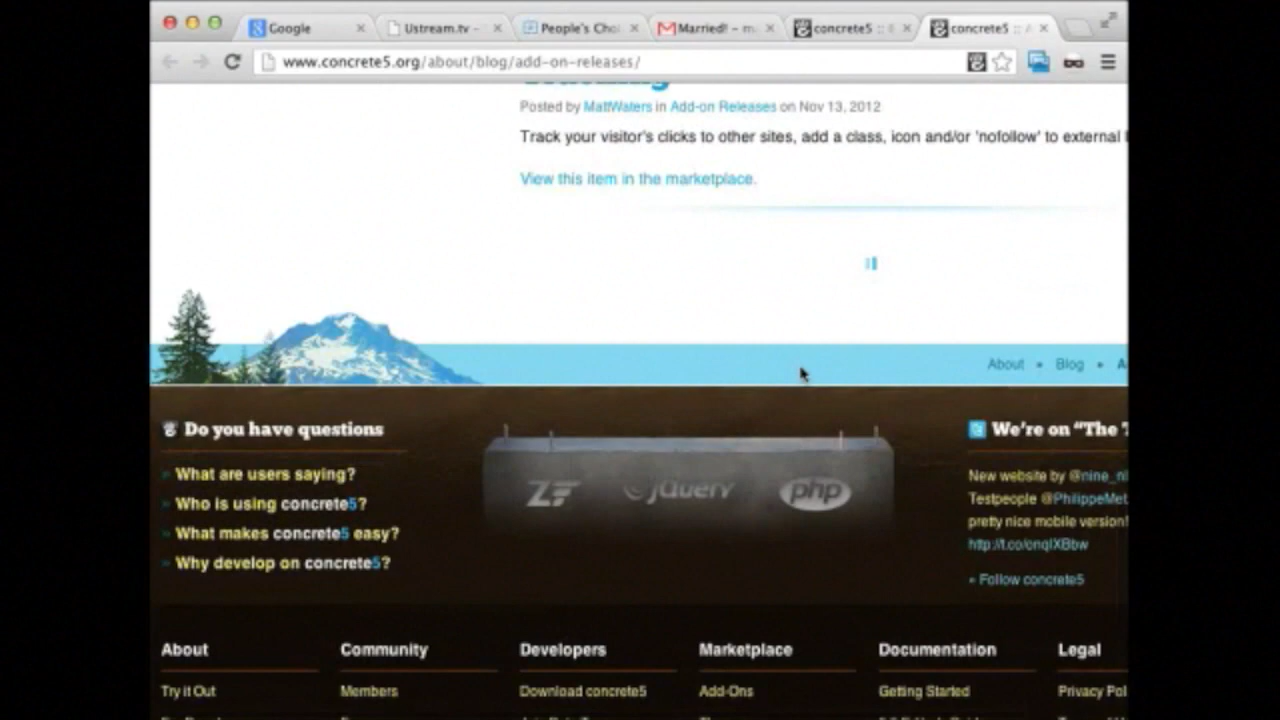 Google
Ustream.tv -
People's Choi
Married! - m
concrete5 ::
concrete5 ::
www.concrete5.org/about/blog/add-on-releases/
Posted by MattWaters in Add-on Releases on Nov 13, 2012
Track your visitor's clicks to other sites, add a class, icon and/or 'nofollow' to external
View this item in the marketplace.
About • Blog •
Do you have questions
What are users saying?
Who is using concrete5?
What makes concrete5 easy?
Why develop on concrete5?
ZF jQuery php
We're on "The
New website by @nine_
Testpeople @PhilippeMet
pretty nice mobile version!
» Follow concrete5
About Community Developers Marketplace Documentation Legal
Try it Out Members Download concrete5 Add-Ons Getting Started Privacy Pol